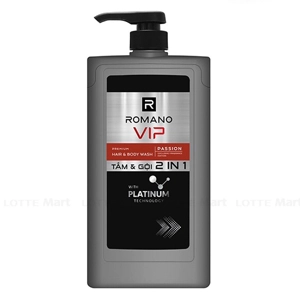 R
ROMANO
VIP
PREMIUM
HAIR & BODY WASH
PASSION
TẮM & GỘI 2 IN 1
WITH
PLATINUM
TECHNOLOGY
LOTTE Mart
LOTTE Mart